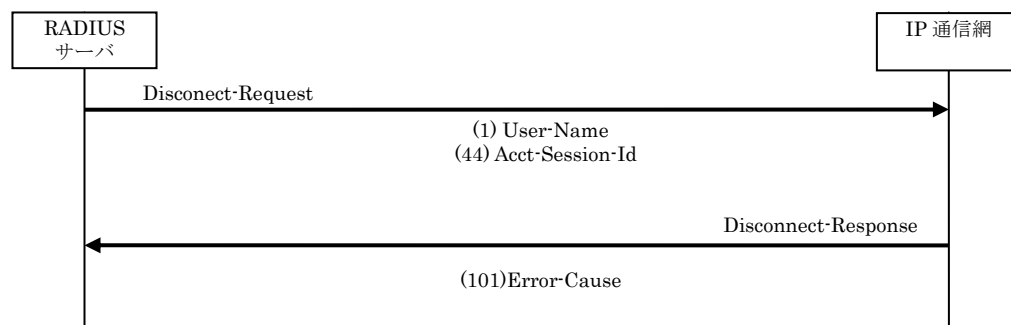 RADIUS
サーバ
IP 通信網
Disconect-Request
(1) User-Name
(44) Acct-Session-Id
Disconnect-Response
(101)Error-Cause